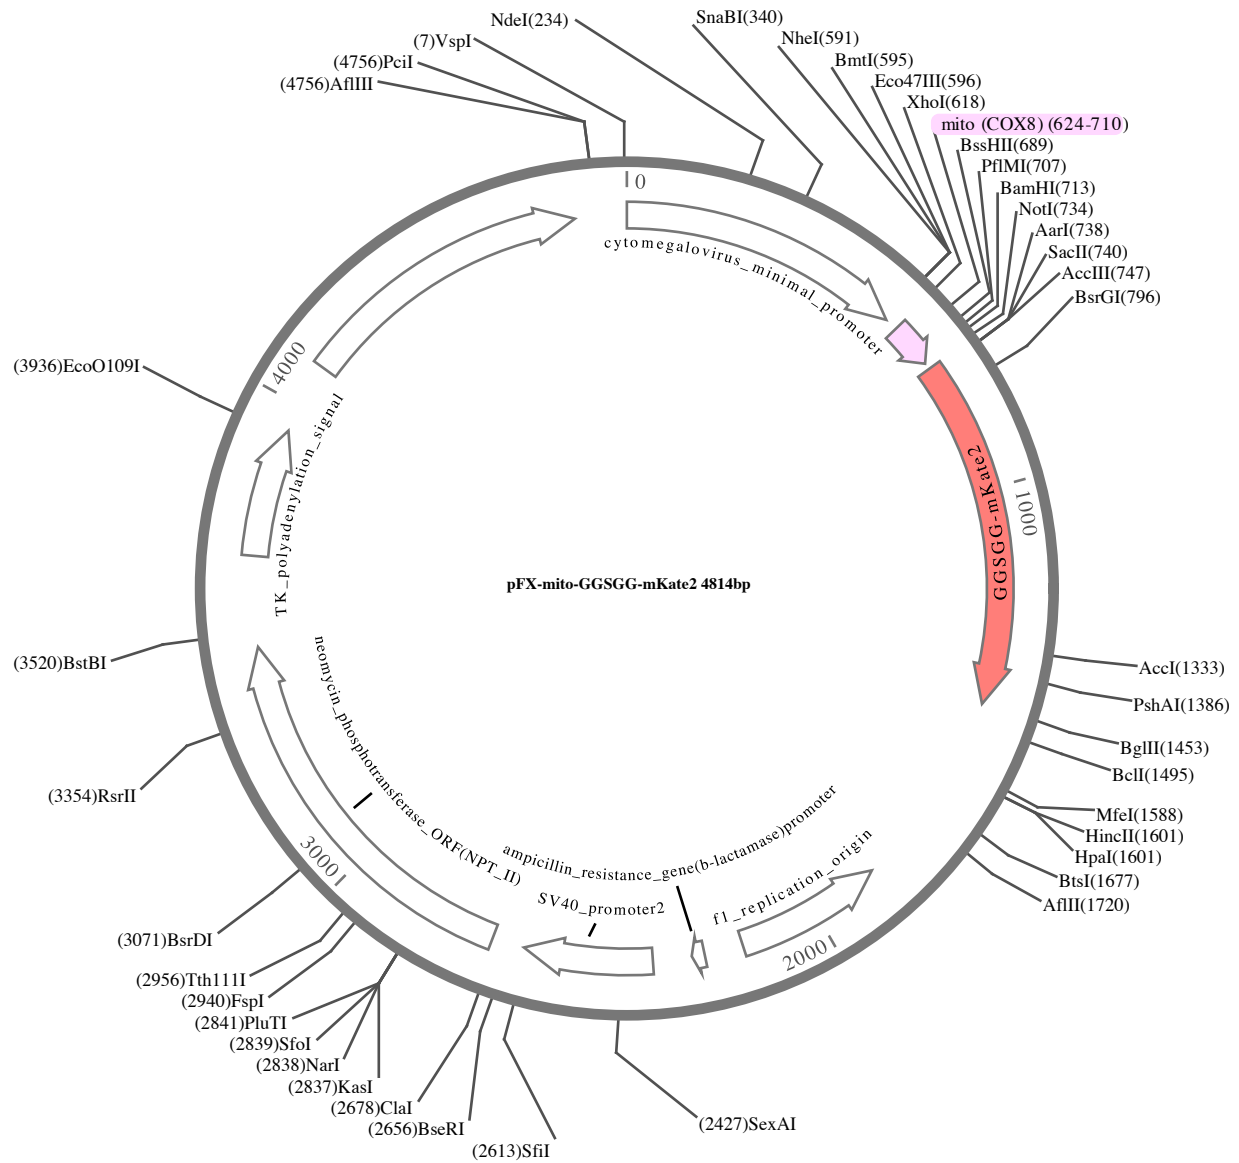 NdeI(234)
SnaBI(340)
(7)VspI
NheI(591)
(4756)PciI
BmtI(595)
(4756)AflIII
Eco47III(596)
XhoI(618)
mito (COX8) (624-710)
BssHII(689)
PflMI(707)
BamHI(713)
NotI(734)
AarI(738)
SacII(740)
AccIII(747)
BsrGI(796)
0
cytomegalovirus_minimal_promoter
(3936)EcoO109I
4000
TK_polyadenylation_signal
GGSGG-mKate2
1000
pFX-mito-GGSGG-mKate2 4814bp
(3520)BstBI
AccI(1333)
PshAI(1386)
BglII(1453)
BclI(1495)
(3354)RsrII
MfeI(1588)
HincII(1601)
HpaI(1601)
BtsI(1677)
AflII(1720)
neomycin_phosphotransferase_ORF(NPT_II)
ampicillin_resistance_gene(b-lactamase)promoter
f1_replication_origin
SV40_promoter2
3000
2000
(3071)BsrDI
(2956)Tth111I
(2940)FspI
(2841)PluTI
(2839)SfoI
(2838)NarI
(2837)KasI
(2678)ClaI
(2656)BseRI
(2613)SfiI
(2427)SexAI